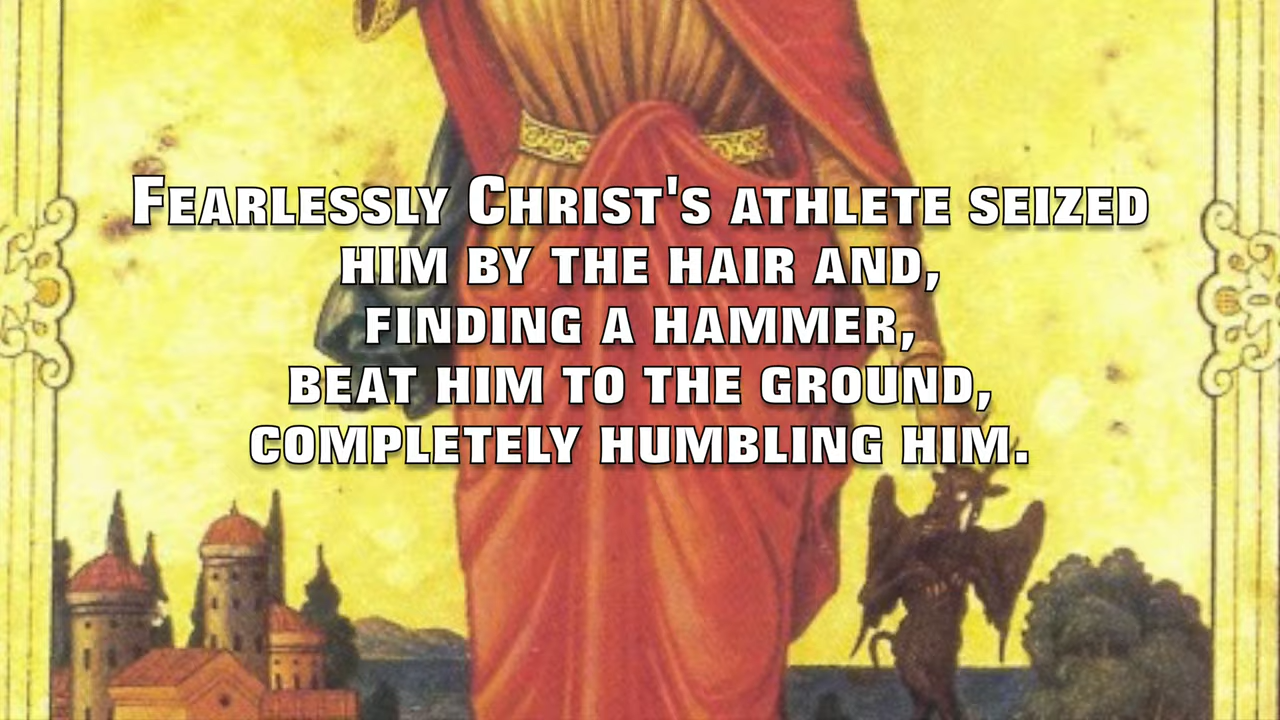 Fearlessly Christ's athlete seized
him by the hair and,
finding a hammer,
beat him to the ground,
completely humbling him.